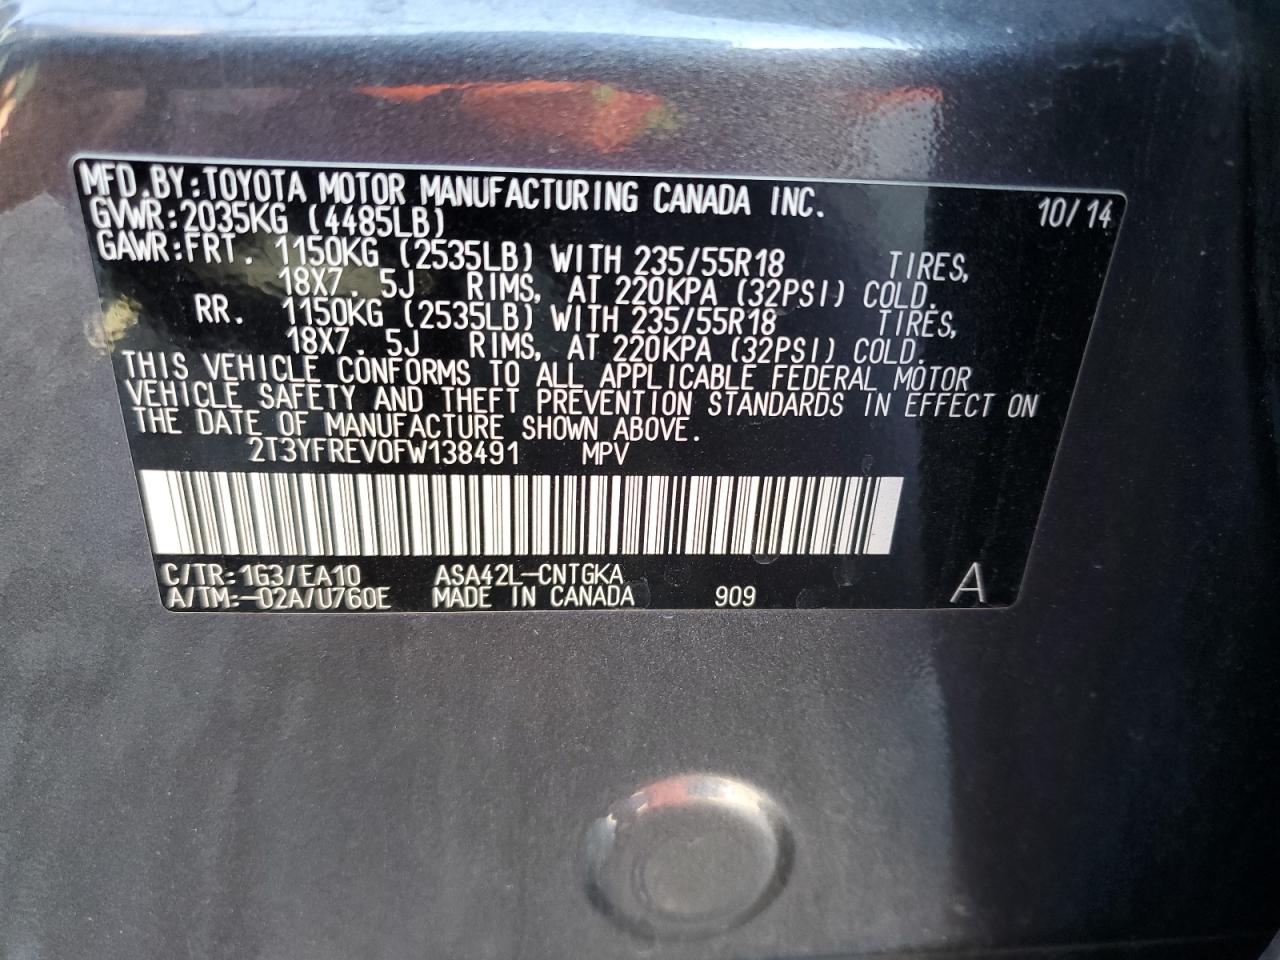 MFD.BY:TOYOTA MOTOR MANUFACTURING CANADA INC. 10/14
GVWR:2035KG (4485LB)
GAWR:FRT. 1150KG (2535LB) WITH 235/55R18 TIRES,
18X7.5J RIMS, AT 220KPA (32PSI) COLD.
RR. 1150KG (2535LB) WITH 235/55R18 TIRES,
18X7.5J RIMS, AT 220KPA (32PSI) COLD.
THIS VEHICLE CONFORMS TO ALL APPLICABLE FEDERAL MOTOR
VEHICLE SAFETY AND THEFT PREVENTION STANDARDS IN EFFECT ON
THE DATE OF MANUFACTURE SHOWN ABOVE.
2T3YFREV0FW138491 MPV
C/TR:1G3/EA10 ASA42L-CNTGKA
A/TM:-02A/U760E MADE IN CANADA 909 A